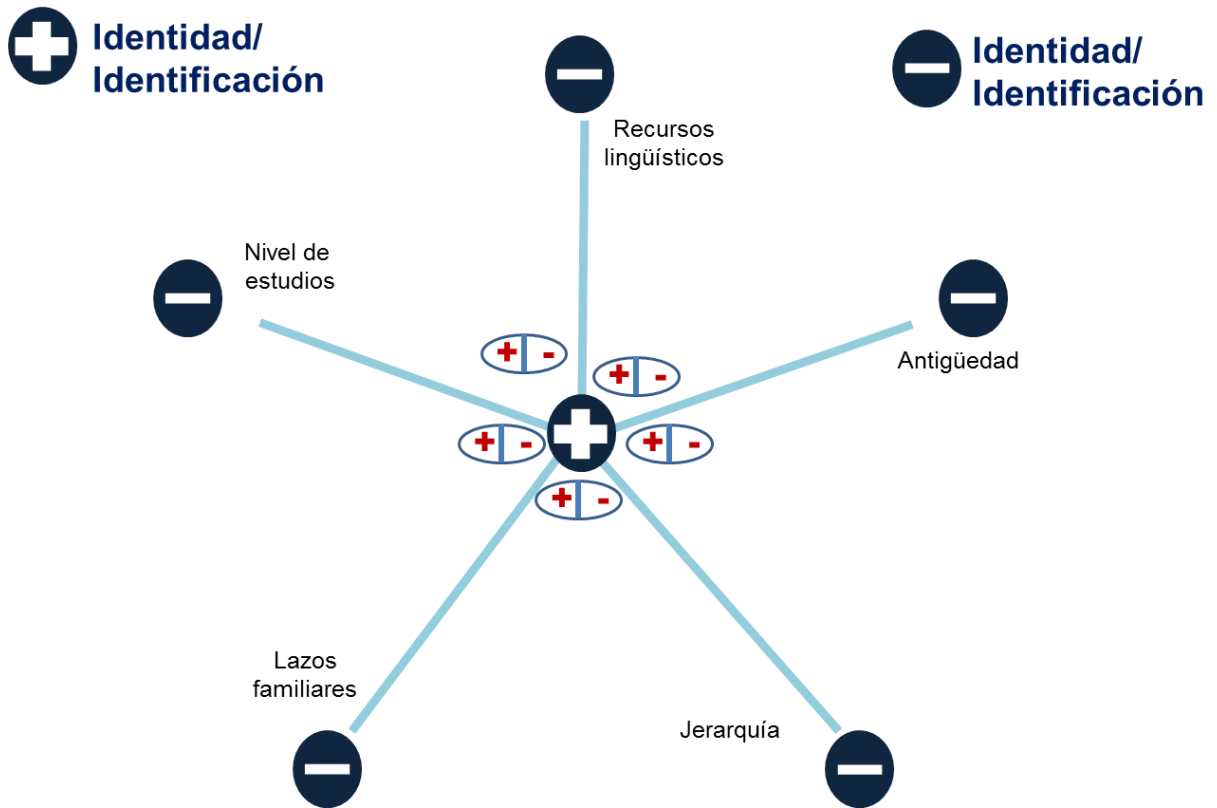 Identidad/
Identificación
Identidad/
Identificación
Recursos
lingüísticos
Nivel de
estudios
Antigüedad
+ -
+ -
+ -
+ -
+ -
Lazos
familiares
Jerarquía